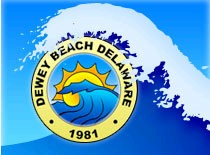 DEWEY BEACH DELAWARE
• 1981 •